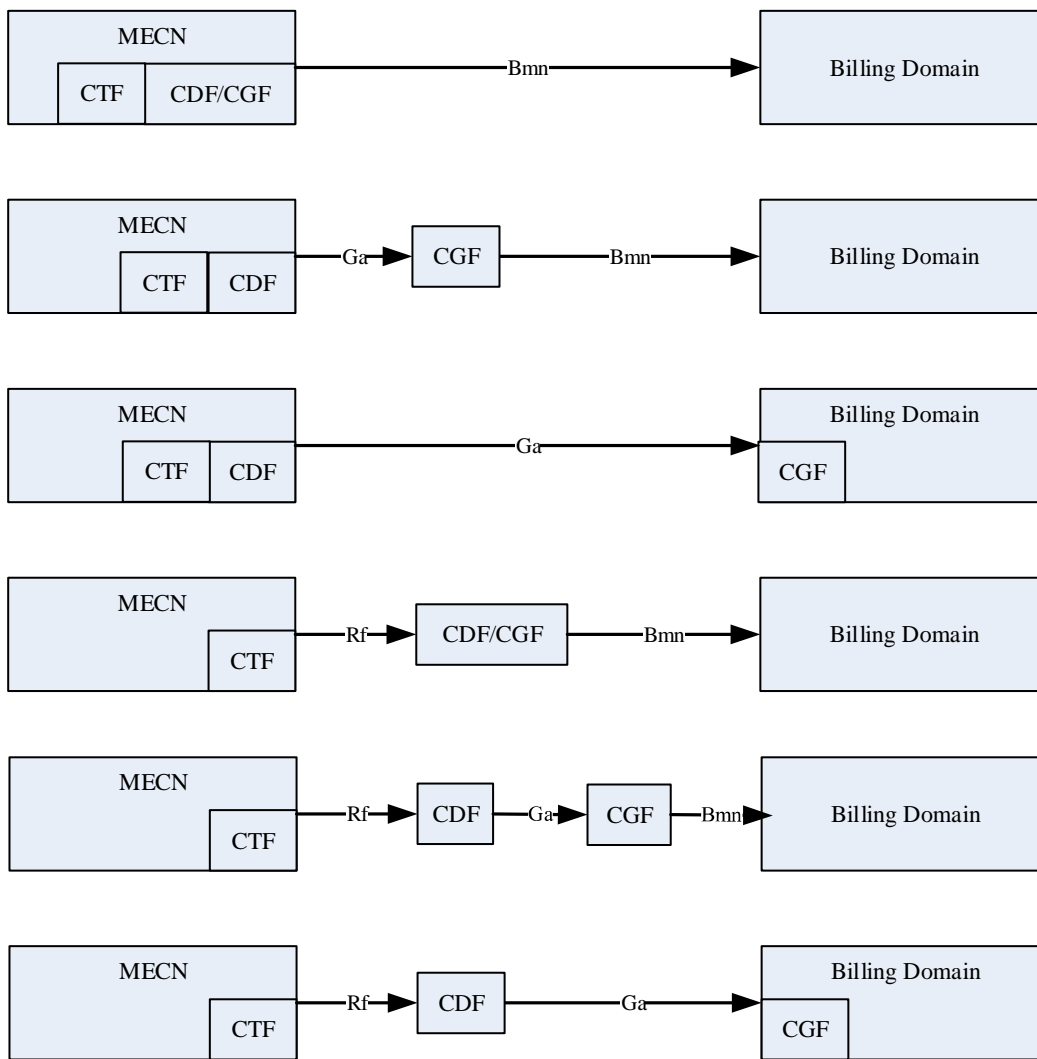 MECN
Bmn
Billing Domain
CTF
CDF/CGF
MECN
Ga
CGF
Bmn
Billing Domain
CTF
CDF
MECN
Billing Domain
Ga
CTF
CDF
CGF
MECN
Rf
CDF/CGF
Bmn
Billing Domain
CTF
MECN
Rf
CDF
Ga
CGF
Bmn
Billing Domain
CTF
MECN
Billing Domain
Rf
CDF
Ga
CTF
CGF